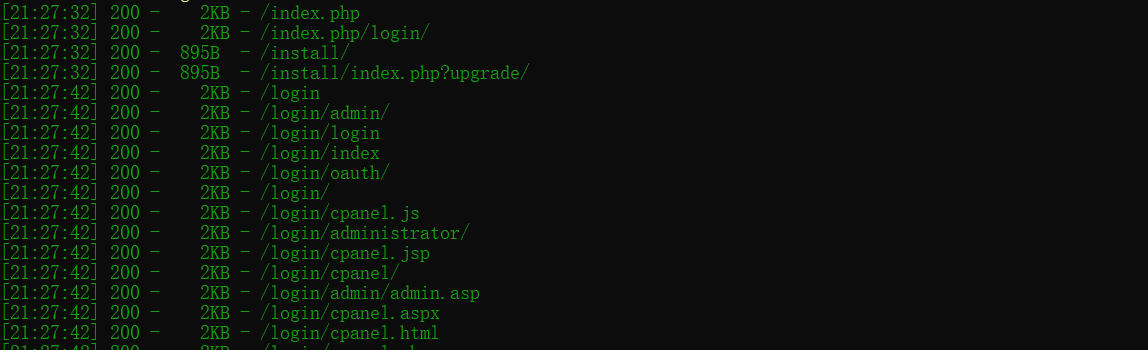 [21:27:32] 200 -    2KB - /index.php
[21:27:32] 200 -    2KB - /index.php/login/
[21:27:32] 200 -  895B  - /install/
[21:27:32] 200 -  895B  - /install/index.php?upgrade/
[21:27:42] 200 -    2KB - /login
[21:27:42] 200 -    2KB - /login/admin/
[21:27:42] 200 -    2KB - /login/login
[21:27:42] 200 -    2KB - /login/index
[21:27:42] 200 -    2KB - /login/oauth/
[21:27:42] 200 -    2KB - /login/
[21:27:42] 200 -    2KB - /login/cpanel.js
[21:27:42] 200 -    2KB - /login/administrator/
[21:27:42] 200 -    2KB - /login/cpanel.jsp
[21:27:42] 200 -    2KB - /login/cpanel/
[21:27:42] 200 -    2KB - /login/admin/admin.asp
[21:27:42] 200 -    2KB - /login/cpanel.aspx
[21:27:42] 200 -    2KB - /login/cpanel.html